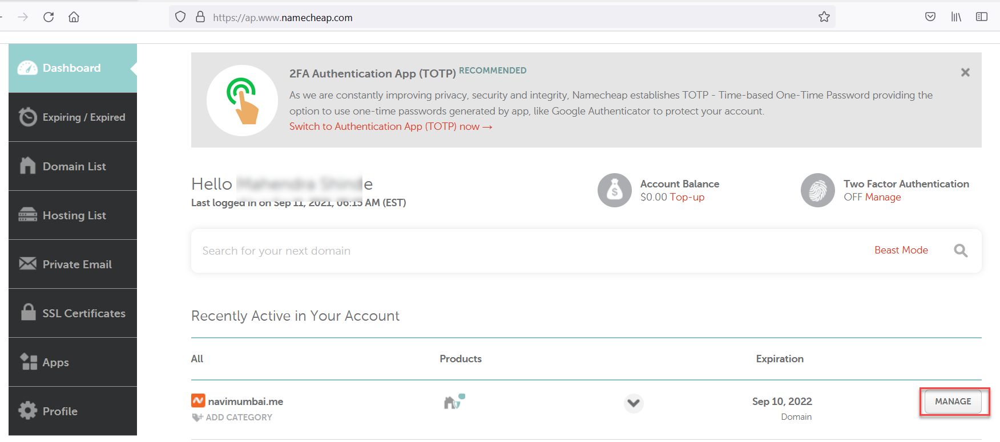 https://ap.www.namecheap.com
Dashboard
Expiring / Expired
Domain List
Hosting List
Private Email
SSL Certificates
Apps
Profile
2FA Authentication App (TOTP) RECOMMENDED
As we are constantly improving privacy, security and integrity, Namecheap establishes TOTP - Time-based One-Time Password providing the
option to use one-time passwords generated by app, like Google Authenticator to protect your account.
Switch to Authentication App (TOTP) now →
Hello
Last logged in on Sep 11, 2021, 06:15 AM (EST)
Account Balance
$0.00 Top-up
Two Factor Authentication
OFF Manage
Search for your next domain
Beast Mode
Recently Active in Your Account
All Products Expiration
navimumbai.me Sep 10, 2022 MANAGE
ADD CATEGORY Domain